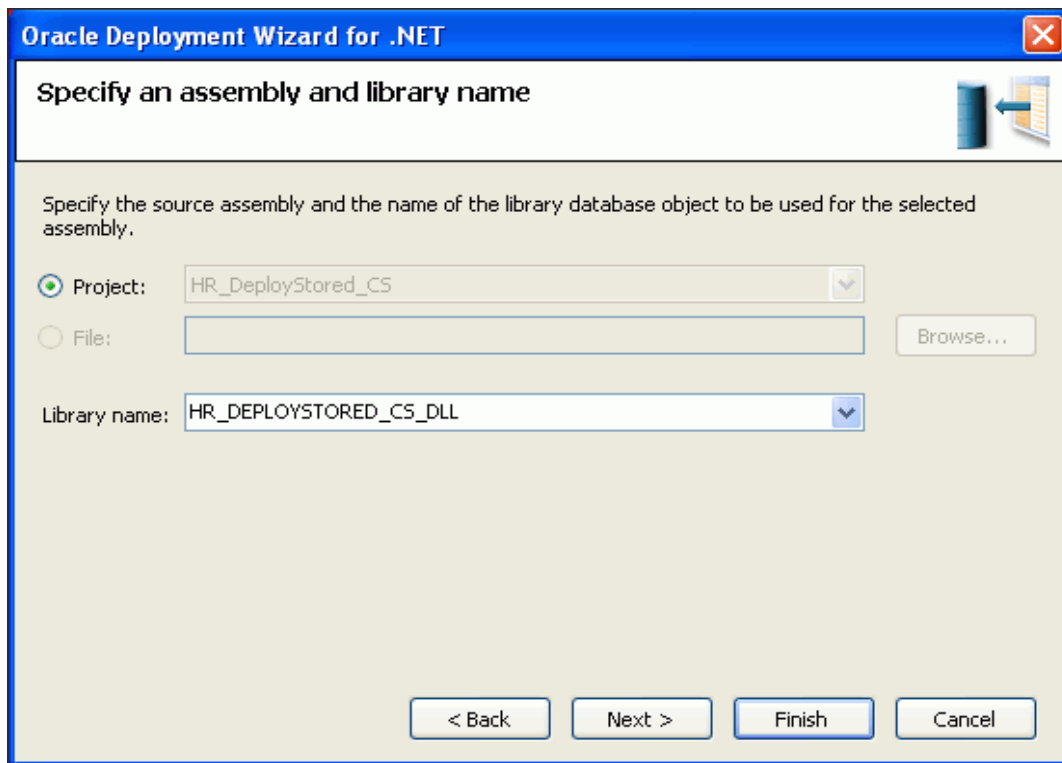 Oracle Deployment Wizard for .NET
Specify an assembly and library name
Specify the source assembly and the name of the library database object to be used for the selected
assembly.
Project: HR_DeployStored_CS
File: Browse...
Library name: HR_DEPLOYSTORED_CS_DLL
< Back Next > Finish Cancel